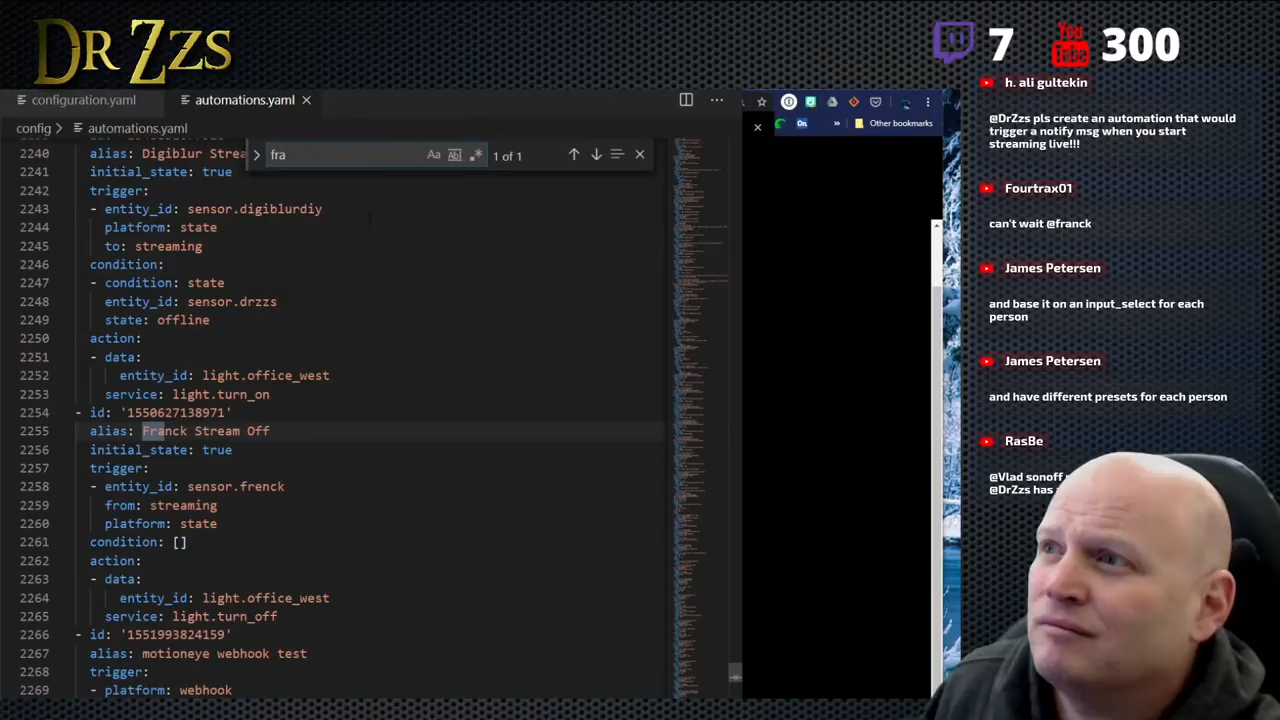 DR ZZS
7
You Tube
300
configuration.yaml
automations.yaml
config > automations.yaml
fra
Aa
Abl
1 of 1
2240 alias: Digiblur Strea
2241 initial_state: true
2242 trigger:
2243 - entity_id: sensor.digiblurdiy
2244 platform: state
2245 to: streaming
2246 condition:
2247 - condition: state
2248 entity_id: sensor.drzzs
2249 state: offline
2250 action:
2251 - data:
2252 entity_id: light.office_west
2253 service: light.turn_on
2254 - id: '1550627138971'
2255 alias: Franck Stream Off
2256 initial_state: true
2257 trigger:
2258 - entity_id: sensor.frenck
2259 from: streaming
2260 platform: state
2261 condition: []
2262 action:
2263 - data:
2264 entity_id: light.office_west
2265 service: light.turn_off
2266 - id: '1551993824159'
2267 alias: motioneye webhook test
2268 trigger:
2269 - platform: webhook
On.
» Other bookmarks
h. ali gultekin
@DrZzs pls create an automation that would
trigger a notify msg when you start
streaming live!!!
Fourtrax01
can't wait @franck
James Petersen
and base it on an input_select for each
person
James Petersen
and have different presets for each person
RasBe
@Vlad sonoff
@DrZzs has